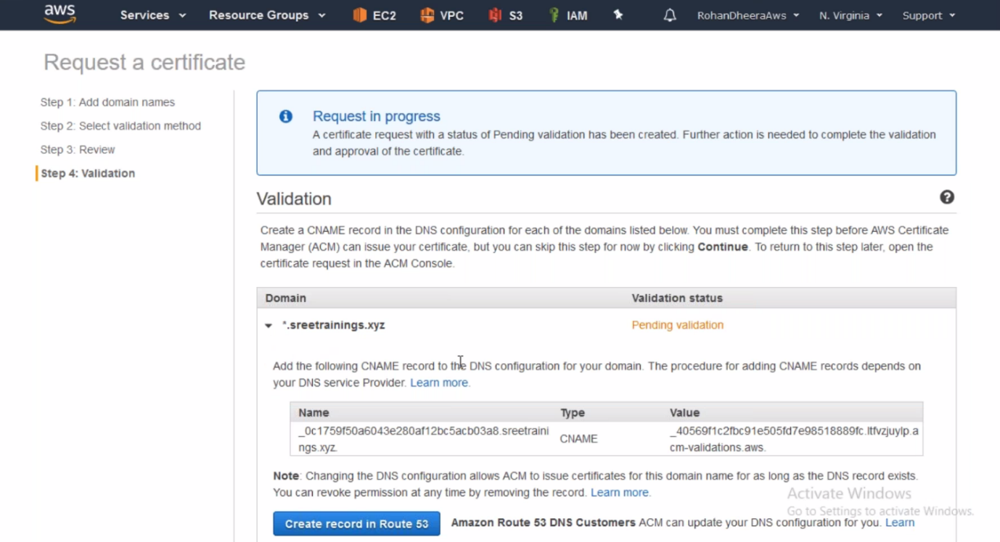 aws Services Resource Groups EC2 VPC S3 IAM RohanDheeraAws N. Virginia Support
Request a certificate
Step 1: Add domain names
Step 2: Select validation method
Step 3: Review
Step 4: Validation
Request in progress
A certificate request with a status of Pending validation has been created. Further action is needed to complete the validation
and approval of the certificate.
Validation
Create a CNAME record in the DNS configuration for each of the domains listed below. You must complete this step before AWS Certificate
Manager (ACM) can issue your certificate, but you can skip this step for now by clicking Continue. To return to this step later, open the
certificate request in the ACM Console.
Domain Validation status
*.sreetrainings.xyz Pending validation
Add the following CNAME record to the DNS configuration for your domain. The procedure for adding CNAME records depends on
your DNS service Provider. Learn more.
Name Type Value
_0c1759f50a6043e280af12bc5acb03a8.sreetraini CNAME _40569f1c2fbc91e505fd7e98518889fc.ltfvzjuylp.a
ngs.xyz. cm-validations.aws.
Note: Changing the DNS configuration allows ACM to issue certificates for this domain name for as long as the DNS record exists.
You can revoke permission at any time by removing the record. Learn more.
Activate Windows
Go to Settings to activate Windows.
Create record in Route 53 Amazon Route 53 DNS Customers ACM can update your DNS configuration for you. Learn